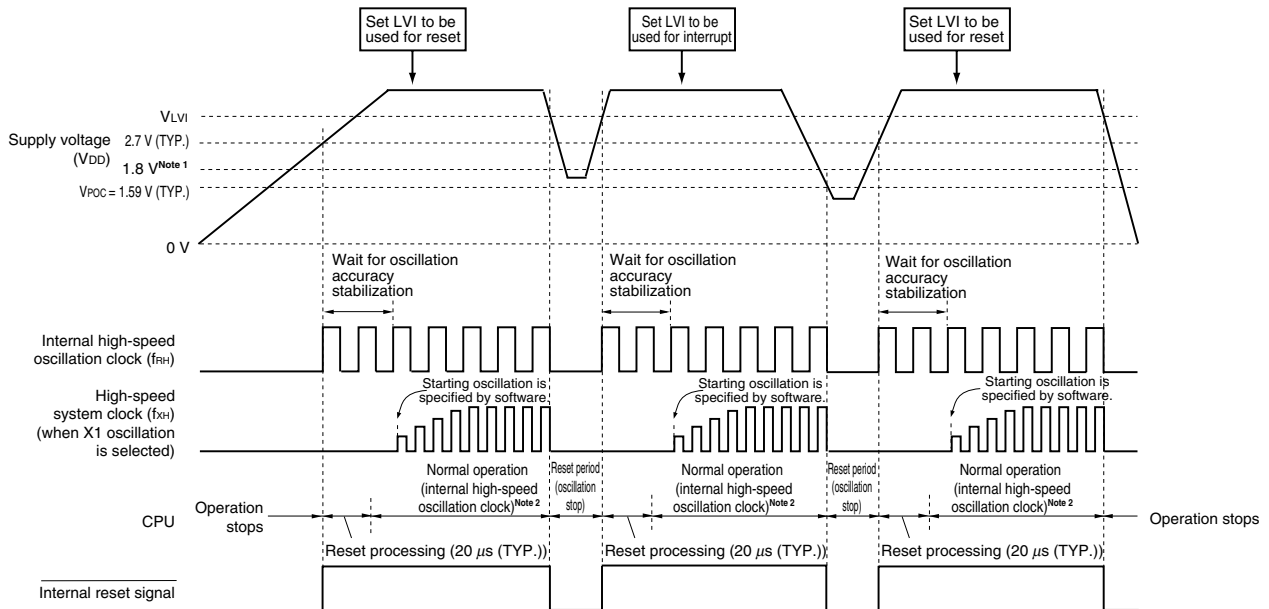 Set LVI to be
used for reset
Set LVI to be
used for interrupt
Set LVI to be
used for reset
VLVI
2.7 V (TYP.)
Supply voltage
(VDD)
1.8 VNote 1
VPOC = 1.59 V (TYP.)
0 V
Wait for oscillation
accuracy
stabilization
Wait for oscillation
accuracy
stabilization
Wait for oscillation
accuracy
stabilization
Internal high-speed
oscillation clock (fRH)
High-speed
system clock (fXH)
(when X1 oscillation
is selected)
Starting oscillation is
specified by software.
Starting oscillation is
specified by software.
Starting oscillation is
specified by software.
CPU
Operation
stops
Normal operation
(internal high-speed
oscillation clock)Note 2
Reset period
(oscillation
stop)
Normal operation
(internal high-speed
oscillation clock)Note 2
Reset period
(oscillation
stop)
Normal operation
(internal high-speed
oscillation clock)Note 2
Operation stops
Reset processing (20 μs (TYP.))
Reset processing (20 μs (TYP.))
Reset processing (20 μs (TYP.))
Internal reset signal